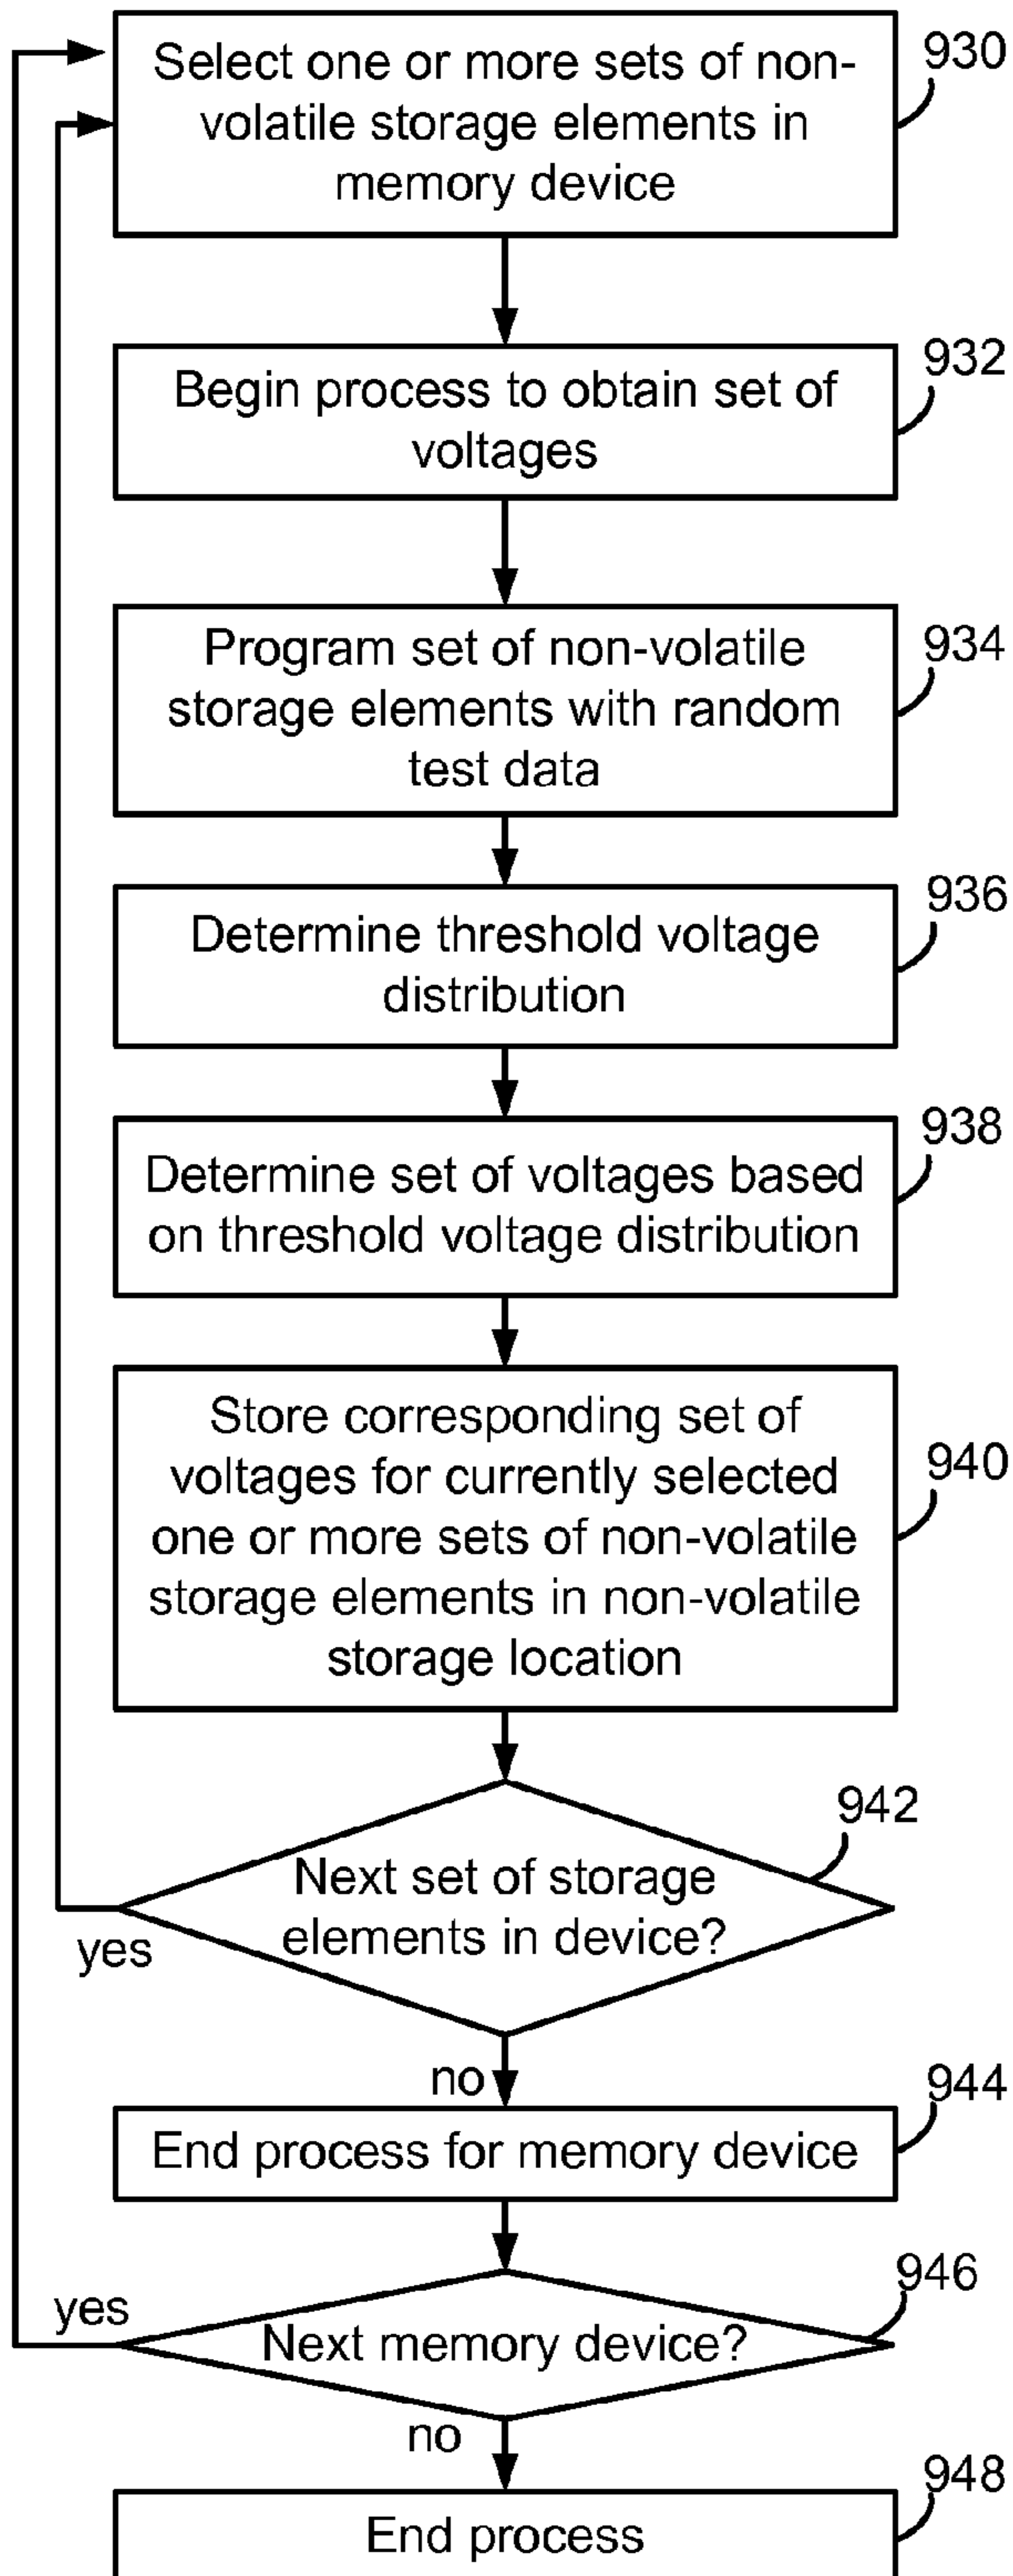 Select one or more sets of non-
volatile storage elements in
memory device
930
Begin process to obtain set of
voltages
932
Program set of non-volatile
storage elements with random
test data
934
Determine threshold voltage
distribution
936
Determine set of voltages based
on threshold voltage distribution
938
Store corresponding set of
voltages for currently selected
one or more sets of non-volatile
storage elements in non-volatile
storage location
940
Next set of storage
elements in device?
942
yes
no
End process for memory device
944
Next memory device?
946
yes
no
End process
948